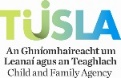 TUSLA
An Ghníomhaireacht um
Leanaí agus an Teaghlach
Child and Family Agency